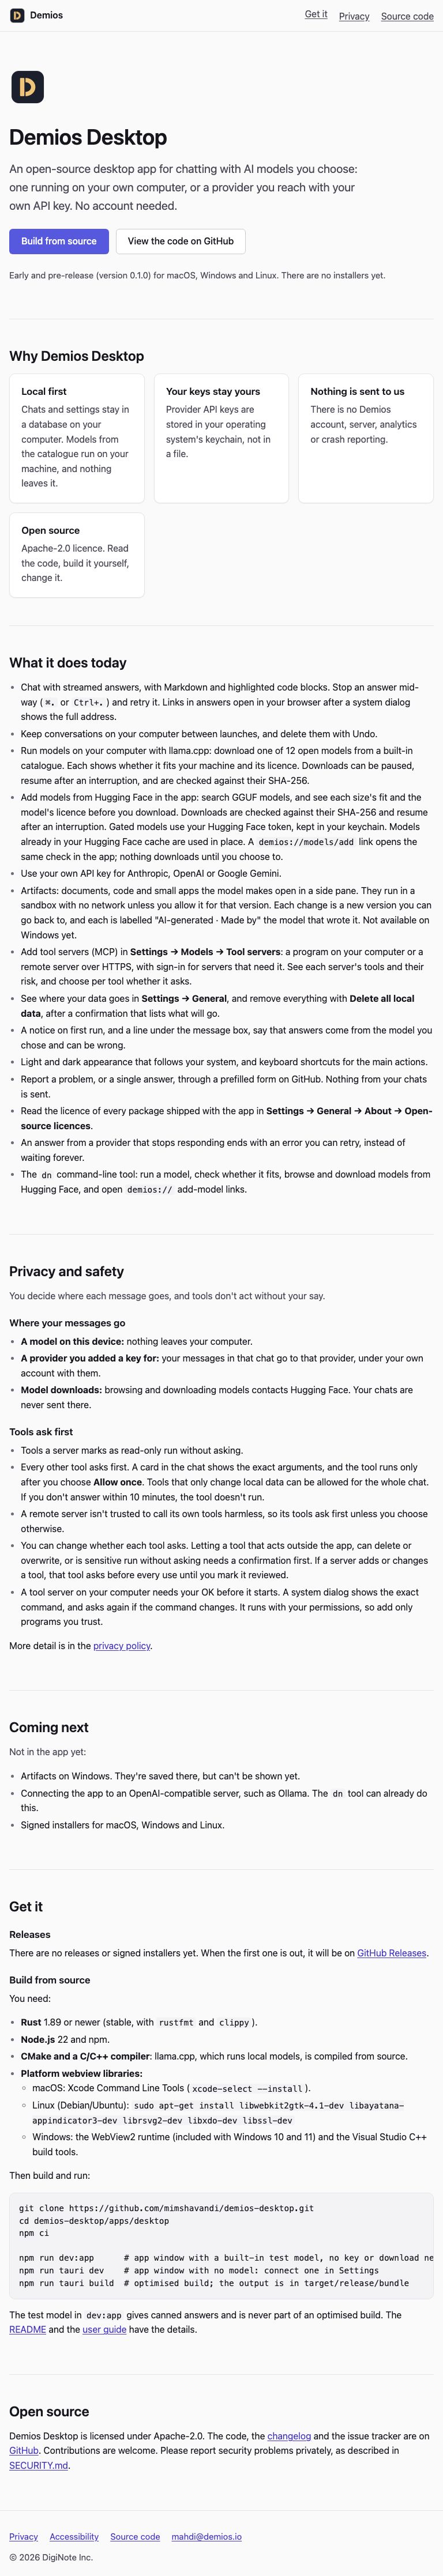 Demios
Get it
Privacy
Source code
Demios Desktop
An open-source desktop app for chatting with AI models you choose:
one running on your own computer, or a provider you reach with your
own API key. No account needed.
Build from source
View the code on GitHub
Early and pre-release (version 0.1.0) for macOS, Windows and Linux. There are no installers yet.
Why Demios Desktop
Local first
Chats and settings stay in
a database on your
computer. Models from
the catalogue run on your
machine, and nothing
leaves it.
Your keys stay yours
Provider API keys are
stored in your operating
system's keychain, not in
a file.
Nothing is sent to us
There is no Demios
account, server, analytics
or crash reporting.
Open source
Apache-2.0 licence. Read
the code, build it yourself,
change it.
What it does today
• Chat with streamed answers, with Markdown and highlighted code blocks. Stop an answer mid-
way (⌘. or Ctrl+.) and retry it. Links in answers open in your browser after a system dialog
shows the full address.
• Keep conversations on your computer between launches, and delete them with Undo.
• Run models on your computer with llama.cpp: download one of 12 open models from a built-in
catalogue. Each shows whether it fits your machine and its licence. Downloads can be paused,
resume after an interruption, and are checked against their SHA-256.
• Add models from Hugging Face in the app: search GGUF models, and see each size's fit and the
model's licence before you download. Downloads are checked against their SHA-256 and resume
after an interruption. Gated models use your Hugging Face token, kept in your keychain. Models
already in your Hugging Face cache are used in place. A demios://models/add link opens the
same check in the app; nothing downloads until you choose to.
• Use your own API key for Anthropic, OpenAI or Google Gemini.
• Artifacts: documents, code and small apps the model makes open in a side pane. They run in a
sandbox with no network unless you allow it for that version. Each change is a new version you can
go back to, and each is labelled "AI-generated · Made by" the model that wrote it. Not available on
Windows yet.
• Add tool servers (MCP) in Settings → Models → Tool servers: a program on your computer or a
remote server over HTTPS, with sign-in for servers that need it. See each server's tools and their
risk, and choose per tool whether it asks.
• See where your data goes in Settings → General, and remove everything with Delete all local
data, after a confirmation that lists what will go.
• A notice on first run, and a line under the message box, say that answers come from the model you
chose and can be wrong.
• Light and dark appearance that follows your system, and keyboard shortcuts for the main actions.
• Report a problem, or a single answer, through a prefilled form on GitHub. Nothing from your chats
is sent.
• Read the licence of every package shipped with the app in Settings → General → About → Open-
source licences.
• An answer from a provider that stops responding ends with an error you can retry, instead of
waiting forever.
• The dn command-line tool: run a model, check whether it fits, browse and download models from
Hugging Face, and open demios:// add-model links.
Privacy and safety
You decide where each message goes, and tools don't act without your say.
Where your messages go
• A model on this device: nothing leaves your computer.
• A provider you added a key for: your messages in that chat go to that provider, under your own
account with them.
• Model downloads: browsing and downloading models contacts Hugging Face. Your chats are
never sent there.
Tools ask first
• Tools a server marks as read-only run without asking.
• Every other tool asks first. A card in the chat shows the exact arguments, and the tool runs only
after you choose Allow once. Tools that only change local data can be allowed for the whole chat.
If you don't answer within 10 minutes, the tool doesn't run.
• A remote server isn't trusted to call its own tools harmless, so its tools ask first unless you choose
otherwise.
• You can change whether each tool asks. Letting a tool that acts outside the app, can delete or
overwrite, or is sensitive run without asking needs a confirmation first. If a server adds or changes
a tool, that tool asks before every use until you mark it reviewed.
• A tool server on your computer needs your OK before it starts. A system dialog shows the exact
command, and asks again if the command changes. It runs with your permissions, so add only
programs you trust.
More detail is in the privacy policy.
Coming next
Not in the app yet:
• Artifacts on Windows. They're saved there, but can't be shown yet.
• Connecting the app to an OpenAI-compatible server, such as Ollama. The dn tool can already do
this.
• Signed installers for macOS, Windows and Linux.
Get it
Releases
There are no releases or signed installers yet. When the first one is out, it will be on GitHub Releases.
Build from source
You need:
• Rust 1.89 or newer (stable, with rustfmt and clippy).
• Node.js 22 and npm.
• CMake and a C/C++ compiler: llama.cpp, which runs local models, is compiled from source.
• Platform webview libraries:
◦ macOS: Xcode Command Line Tools (xcode-select --install).
◦ Linux (Debian/Ubuntu): sudo apt-get install libwebkit2gtk-4.1-dev libayatana-
appindicator3-dev librsvg2-dev libxdo-dev libssl-dev
◦ Windows: the WebView2 runtime (included with Windows 10 and 11) and the Visual Studio C++
build tools.
Then build and run:
git clone https://github.com/mimshavandi/demios-desktop.git
cd demios-desktop/apps/desktop
npm ci
npm run dev:app # app window with a built-in test model, no key or download ne
npm run tauri dev # app window with no model: connect one in Settings
npm run tauri build # optimised build; the output is in target/release/bundle
The test model in dev:app gives canned answers and is never part of an optimised build. The
README and the user guide have the details.
Open source
Demios Desktop is licensed under Apache-2.0. The code, the changelog and the issue tracker are on
GitHub. Contributions are welcome. Please report security problems privately, as described in
SECURITY.md.
Privacy
Accessibility
Source code
mahdi@demios.io
© 2026 DigiNote Inc.